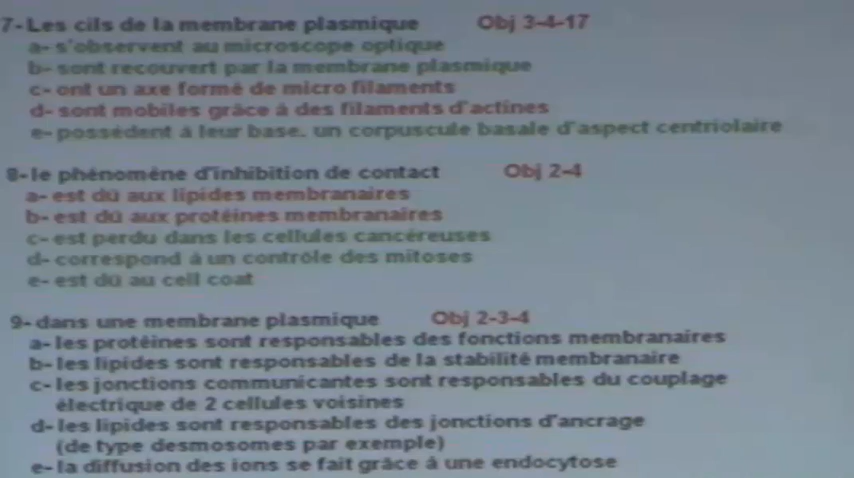 7-Les cils de la membrane plasmique Obj 3-4-17
a- s'observent au microscope optique
b- sont recouvert par la membrane plasmique
c- ont un axe formé de micro filaments
d- sont mobiles grâce à des filaments d'actines
e- possèdent à leur base. un corpuscule basale d'aspect centriolaire
8-le phénomène d'inhibition de contact Obj 2-4
a- est dû aux lipides membranaires
b- est dû aux protéines membranaires
c- est perdu dans les cellules cancéreuses
d- correspond à un contrôle des mitoses
e- est dû au cell coat
9- dans une membrane plasmique Obj 2-3-4
a- les protéines sont responsables des fonctions membranaires
b- les lipides sont responsables de la stabilité membranaire
c- les jonctions communicantes sont responsables du couplage
électrique de 2 cellules voisines
d- les lipides sont responsables des jonctions d'ancrage
(de type desmosomes par exemple)
e- la diffusion des ions se fait grâce à une endocytose